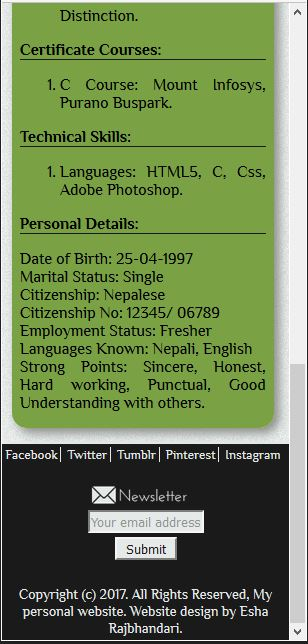 Distinction.
Certificate Courses:
1. C Course: Mount Infosys,
Purano Buspark.
Technical Skills:
1. Languages: HTML5, C, Css,
Adobe Photoshop.
Personal Details:
Date of Birth: 25-04-1997
Marital Status: Single
Citizenship: Nepalese
Citizenship No: 12345/ 06789
Employment Status: Fresher
Languages Known: Nepali, English
Strong Points: Sincere, Honest,
Hard working, Punctual, Good
Understanding with others.
Facebook| Twitter| Tumblr| Pinterest| Instagram
Newsletter
Your email address
Submit
Copyright (c) 2017. All Rights Reserved, My
personal website. Website design by Esha
Rajbhandari.